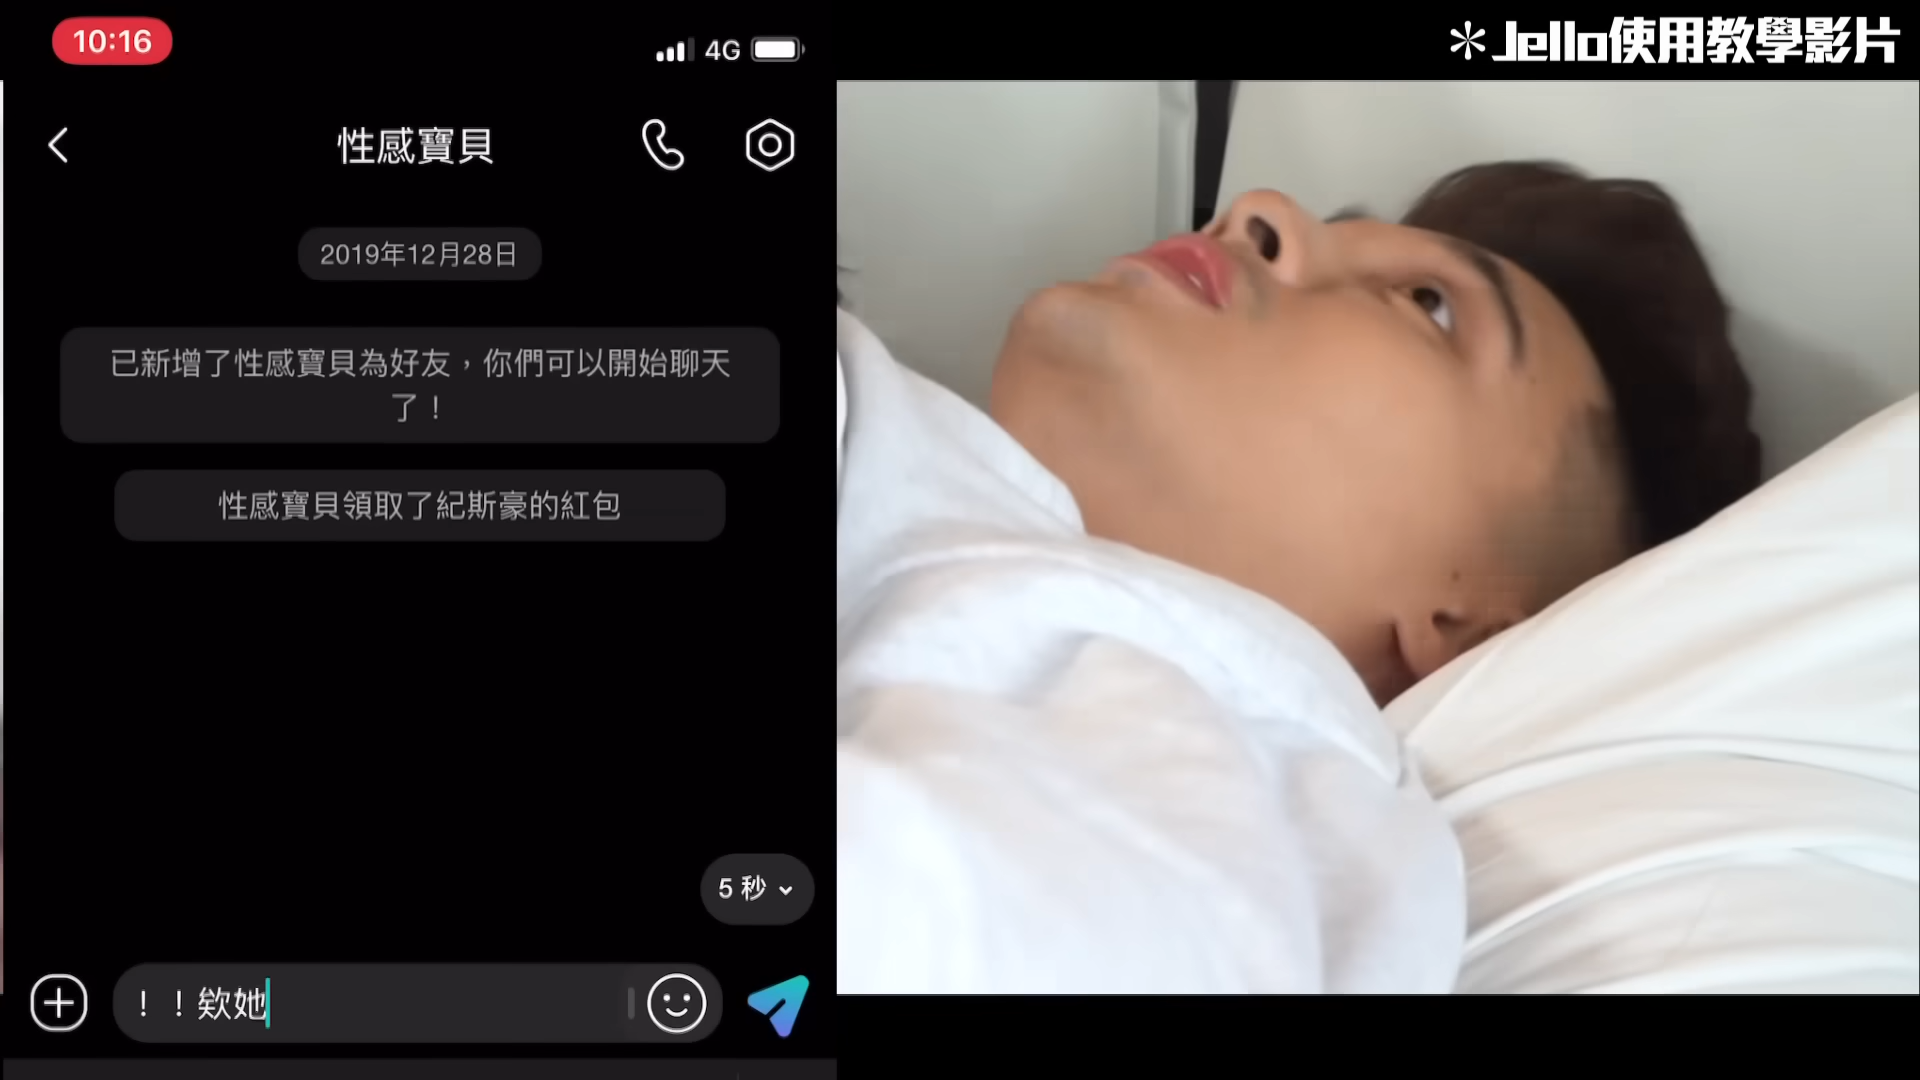 10:16
4G
＊Jello使用教學影片
性感寶貝
2019年12月28日
已新增了性感寶貝為好友，你們可以開始聊天
了！
性感寶貝領取了紀斯豪的紅包
5 秒
！！欸她